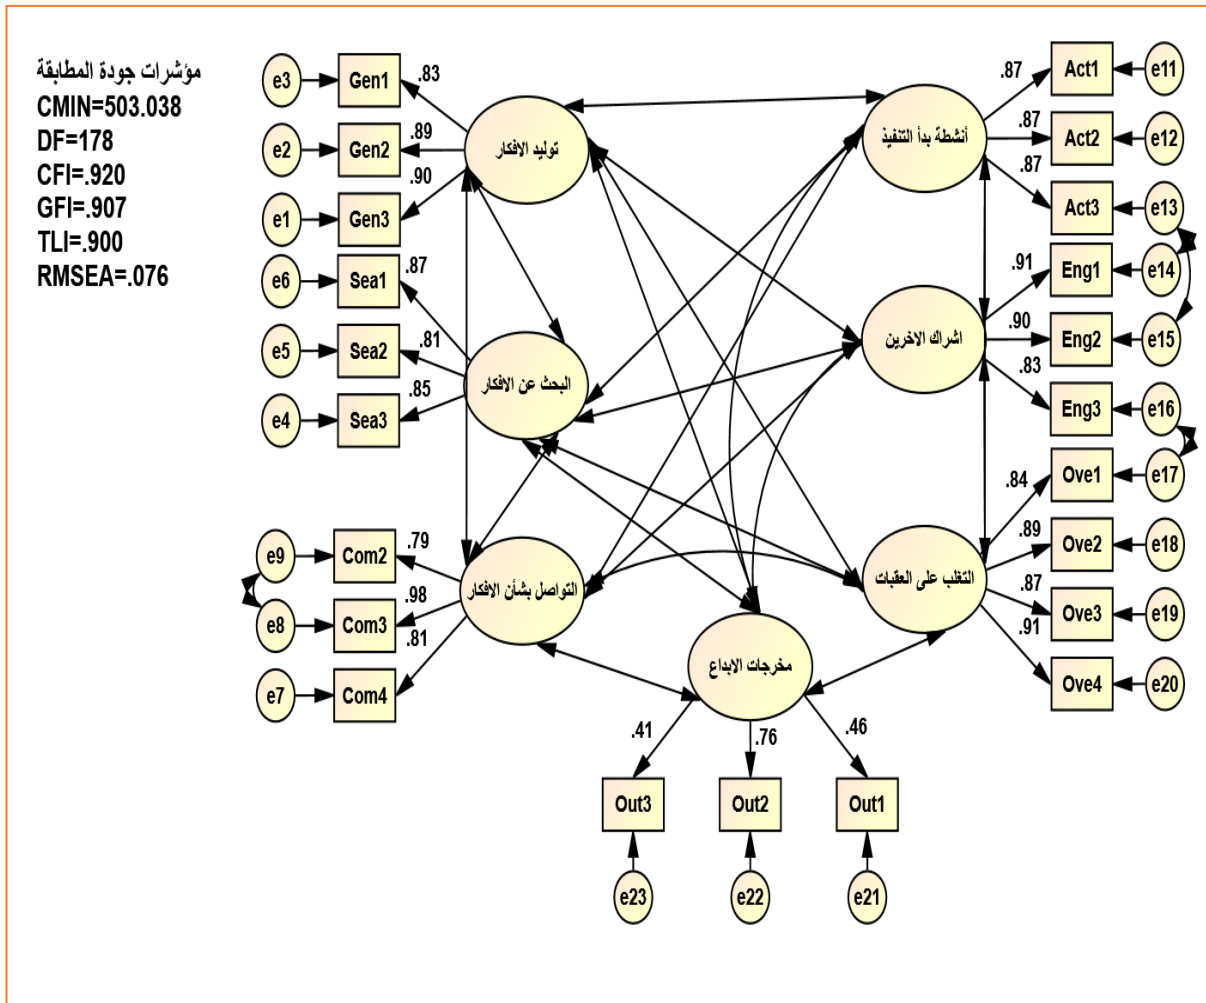 مؤشرات جودة المطابقة
CMIN=503.038
DF=178
CFI=.920
GFI=.907
TLI=.900
RMSEA=.076
e3
Gen1
.83
e2
Gen2
.89
e1
Gen3
.90
توليد الافكار
e6
Sea1
.87
e5
Sea2
.81
e4
Sea3
.85
البحث عن الافكار
e9
Com2
.79
e8
Com3
.98
e7
Com4
.81
التواصل بشأن الافكار
أنشطة بدأ التنفيذ
.87
Act1
e11
.87
Act2
e12
.87
Act3
e13
اشراك الاخرين
.91
Eng1
e14
.90
Eng2
e15
.83
Eng3
e16
التغلب على العقبات
.84
Ove1
e17
.89
Ove2
e18
.87
Ove3
e19
.91
Ove4
e20
مخرجات الابداع
.41
.76
.46
Out3
Out2
Out1
e23
e22
e21